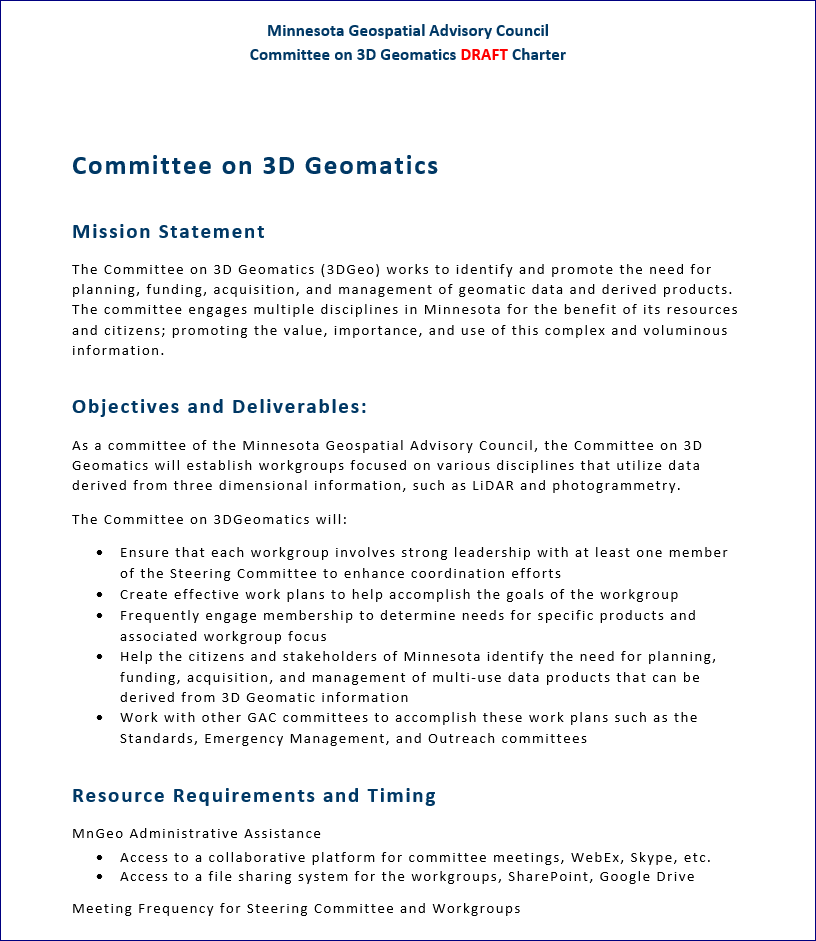 Minnesota Geospatial Advisory Council
Committee on 3D Geomatics DRAFT Charter
Committee on 3D Geomatics
Mission Statement
The Committee on 3D Geomatics (3DGeo) works to identify and promote the need for
planning, funding, acquisition, and management of geomatic data and derived products.
The committee engages multiple disciplines in Minnesota for the benefit of its resources
and citizens; promoting the value, importance, and use of this complex and voluminous
information.
Objectives and Deliverables:
As a committee of the Minnesota Geospatial Advisory Council, the Committee on 3D
Geomatics will establish workgroups focused on various disciplines that utilize data
derived from three dimensional information, such as LiDAR and photogrammetry.
The Committee on 3DGeomatics will:
• Ensure that each workgroup involves strong leadership with at least one member
of the Steering Committee to enhance coordination efforts
• Create effective work plans to help accomplish the goals of the workgroup
• Frequently engage membership to determine needs for specific products and
associated workgroup focus
• Help the citizens and stakeholders of Minnesota identify the need for planning,
funding, acquisition, and management of multi-use data products that can be
derived from 3D Geomatic information
• Work with other GAC committees to accomplish these work plans such as the
Standards, Emergency Management, and Outreach committees
Resource Requirements and Timing
MnGeo Administrative Assistance
• Access to a collaborative platform for committee meetings, WebEx, Skype, etc.
• Access to a file sharing system for the workgroups, SharePoint, Google Drive
Meeting Frequency for Steering Committee and Workgroups